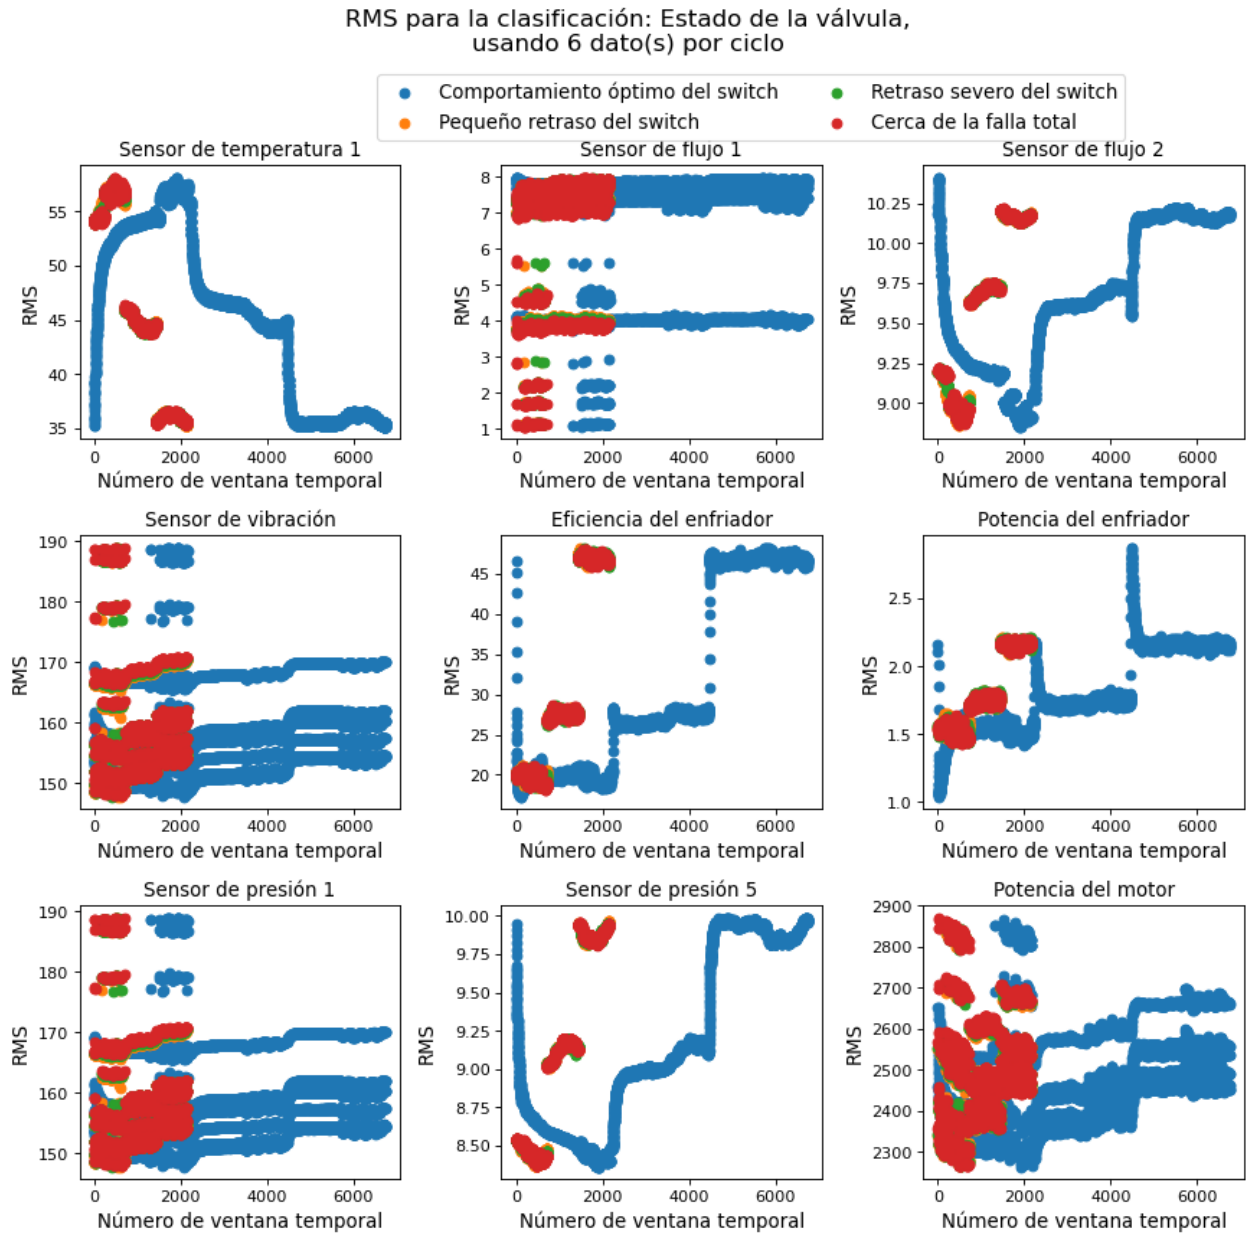 RMS para la clasificación: Estado de la válvula,
usando 6 dato(s) por ciclo
Comportamiento óptimo del switch
Retraso severo del switch
Pequeño retraso del switch
Cerca de la falla total
Sensor de temperatura 1
Sensor de flujo 1
Sensor de flujo 2
RMS
55
50
45
40
35
0 2000 4000 6000
Número de ventana temporal
RMS
8
7
6
5
4
3
2
1
0 2000 4000 6000
Número de ventana temporal
RMS
10.25
10.00
9.75
9.50
9.25
9.00
0 2000 4000 6000
Número de ventana temporal
Sensor de vibración
Eficiencia del enfriador
Potencia del enfriador
RMS
190
180
170
160
150
0 2000 4000 6000
Número de ventana temporal
RMS
45
40
35
30
25
20
0 2000 4000 6000
Número de ventana temporal
RMS
2.5
2.0
1.5
1.0
0 2000 4000 6000
Número de ventana temporal
Sensor de presión 1
Sensor de presión 5
Potencia del motor
RMS
190
180
170
160
150
0 2000 4000 6000
Número de ventana temporal
RMS
10.00
9.75
9.50
9.25
9.00
8.75
8.50
0 2000 4000 6000
Número de ventana temporal
RMS
2900
2800
2700
2600
2500
2400
2300
0 2000 4000 6000
Número de ventana temporal